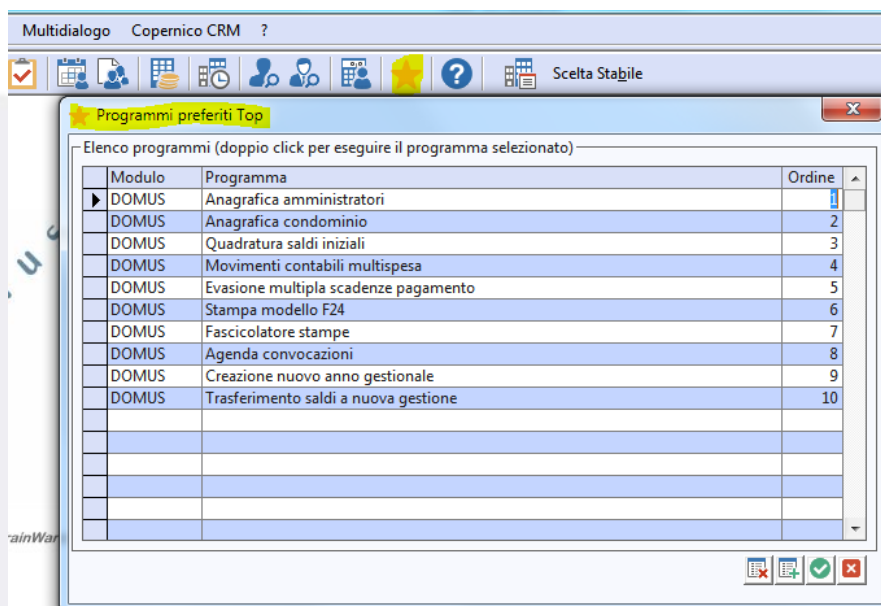 Multidialogo Copernico CRM ?
Scelta Stabile
Programmi preferiti Top
Elenco programmi (doppio click per eseguire il programma selezionato)
Modulo Programma Ordine
DOMUS Anagrafica amministratori 1
DOMUS Anagrafica condominio 2
DOMUS Quadratura saldi iniziali 3
DOMUS Movimenti contabili multispesa 4
DOMUS Evasione multipla scadenze pagamento 5
DOMUS Stampa modello F24 6
DOMUS Fascicolatore stampe 7
DOMUS Agenda convocazioni 8
DOMUS Creazione nuovo anno gestionale 9
DOMUS Trasferimento saldi a nuova gestione 10